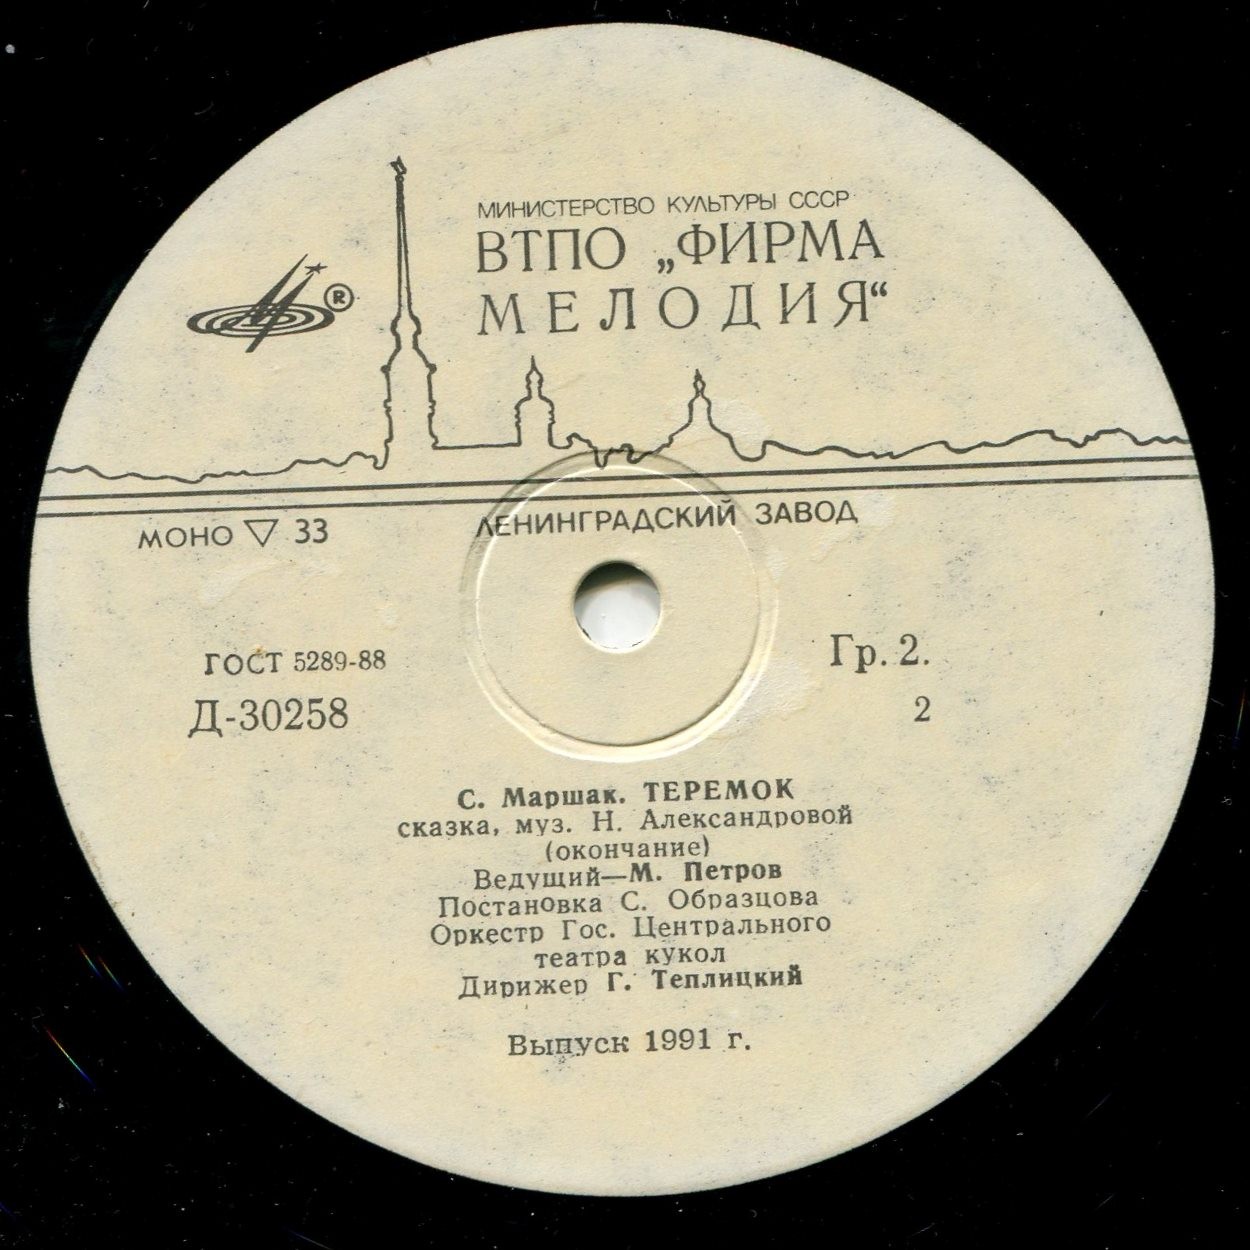 МИНИСТЕРСТВО КУЛЬТУРЫ СССР
ВТПО „ФИРМА
МЕЛОДИЯ“
®
МОНО ▽ 33
ЛЕНИНГРАДСКИЙ ЗАВОД
ГОСТ 5289-88
Д-30258
Гр. 2.
2
С. Маршак. ТЕРЕМОК
сказка, муз. Н. Александровой
(окончание)
Ведущий—М. Петров
Постановка С. Образцова
Оркестр Гос. Центрального
театра кукол
Дирижер Г. Теплицкий
Выпуск 1991 г.